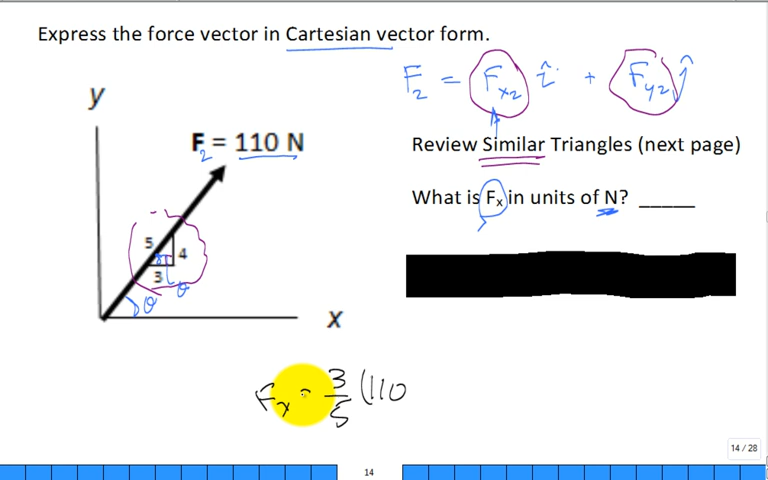 Express the force vector in Cartesian vector form.
F₂ = Fx₂ î + Fy₂ ĵ
y
F₂ = 110 N
Review Similar Triangles (next page)
What is Fx in units of N? _____
5
4
3
θ
θ
x
Fx = 3/5 (110
14 / 28
14